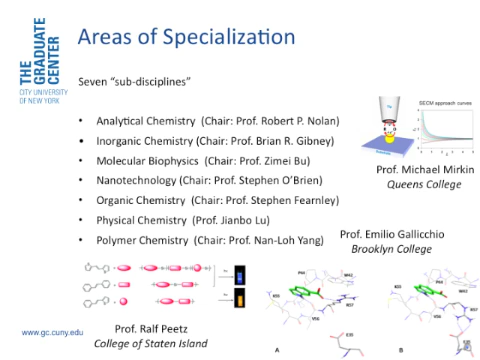 THE
GRADUATE
CENTER
CITY UNIVERSITY
OF NEW YORK
Areas of Specialization
Seven “sub-disciplines”
• Analytical Chemistry (Chair: Prof. Robert P. Nolan)
• Inorganic Chemistry (Chair: Prof. Brian R. Gibney)
• Molecular Biophysics (Chair: Prof. Zimei Bu)
• Nanotechnology (Chair: Prof. Stephen O’Brien)
• Organic Chemistry (Chair: Prof. Stephen Fearnley)
• Physical Chemistry (Prof. Jianbo Lu)
• Polymer Chemistry (Chair: Prof. Nan-Loh Yang)
SECM approach curves
Prof. Michael Mirkin
Queens College
Prof. Emilio Gallicchio
Brooklyn College
Prof. Ralf Peetz
College of Staten Island
www.gc.cuny.edu
A
B